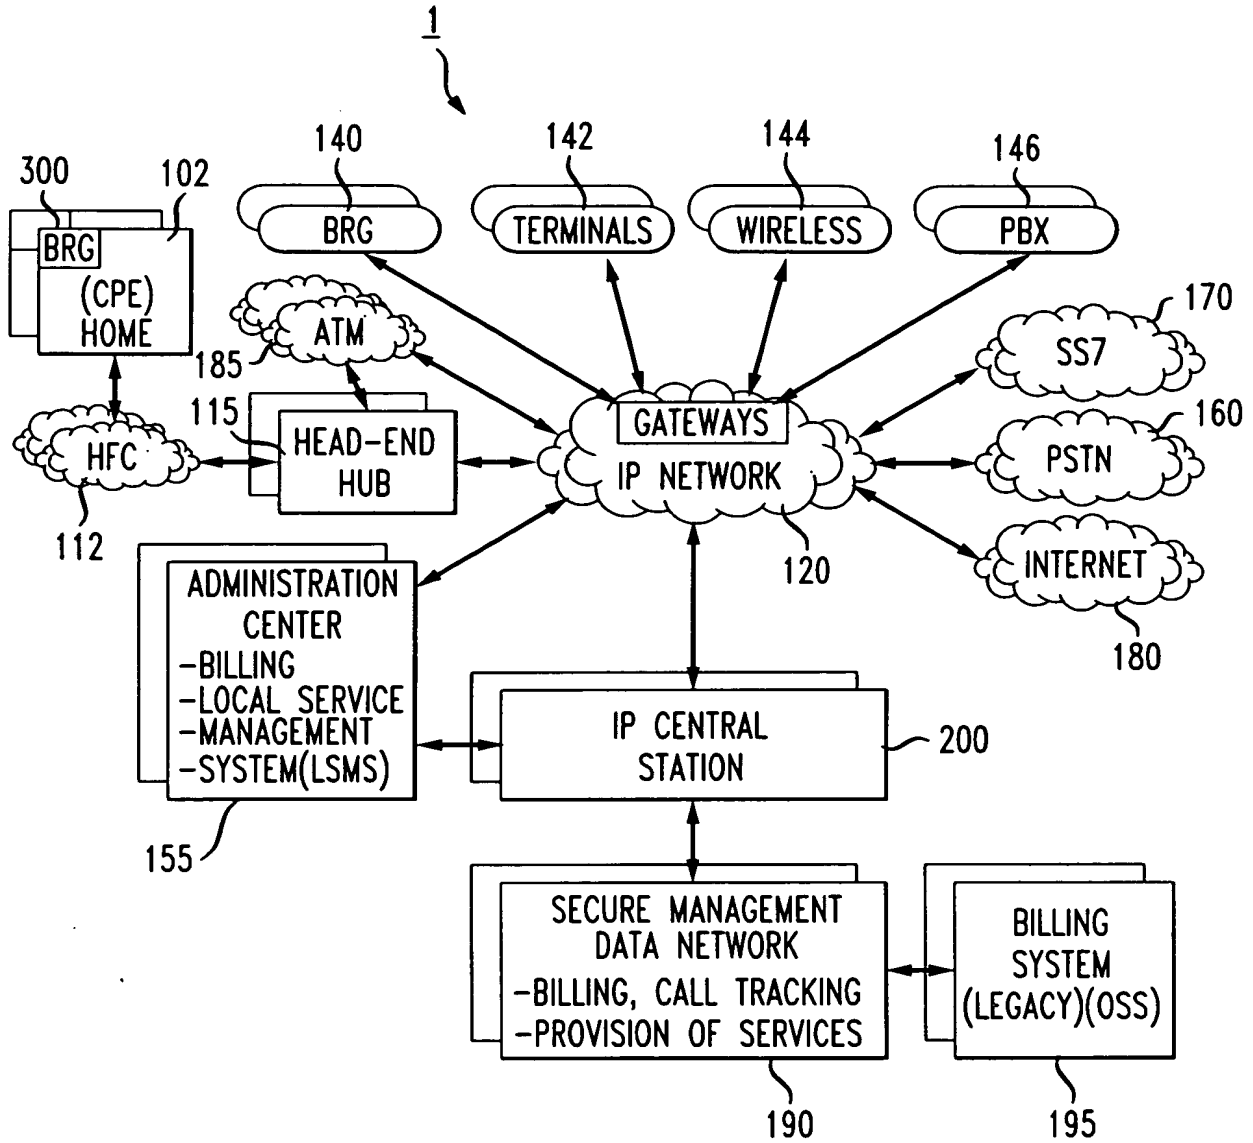 1
300
102
140
142
144
146
BRG
(CPE)
HOME
BRG
TERMINALS
WIRELESS
PBX
ATM
185
170
SS7
115
HEAD-END
HUB
GATEWAYS
IP NETWORK
160
PSTN
HFC
112
120
INTERNET
180
ADMINISTRATION
CENTER
-BILLING
-LOCAL SERVICE
-MANAGEMENT
-SYSTEM(LSMS)
155
IP CENTRAL
STATION
200
SECURE MANAGEMENT
DATA NETWORK
-BILLING, CALL TRACKING
-PROVISION OF SERVICES
190
BILLING
SYSTEM
(LEGACY)(OSS)
195